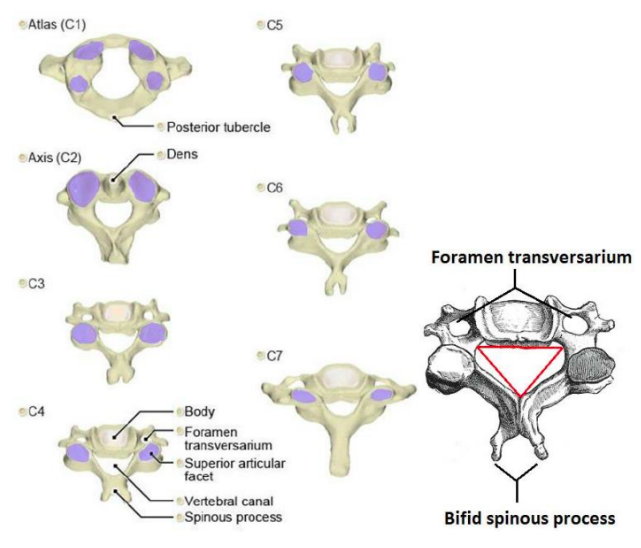 Atlas (C1)
Posterior tubercle
Axis (C2)
Dens
C3
C4
Body
Foramen
transversarium
Superior articular
facet
Vertebral canal
Spinous process
C5
C6
C7
Foramen transversarium
Bifid spinous process